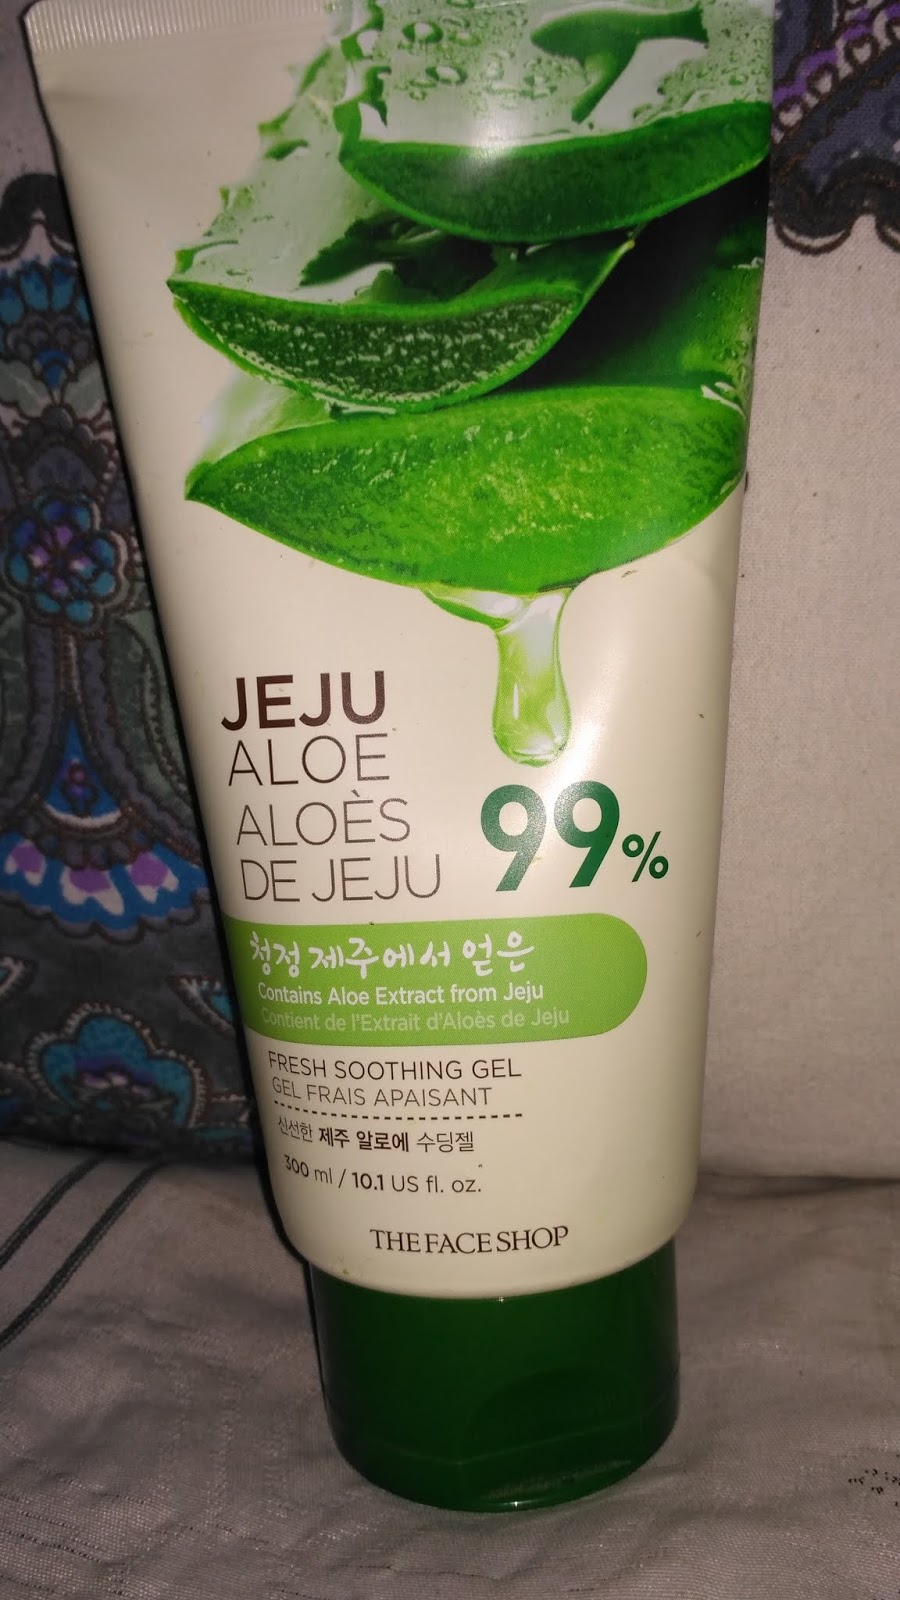 JEJU
ALOE
ALOÈS
DE JEJU
99%
청정 제주에서 얻은
Contains Aloe Extract from Jeju
Contient de l'Extrait d'Aloès de Jeju
FRESH SOOTHING GEL
GEL FRAIS APAISANT
신선한 제주 알로에 수딩젤
300 ml / 10.1 US fl. oz.
THE FACE SHOP